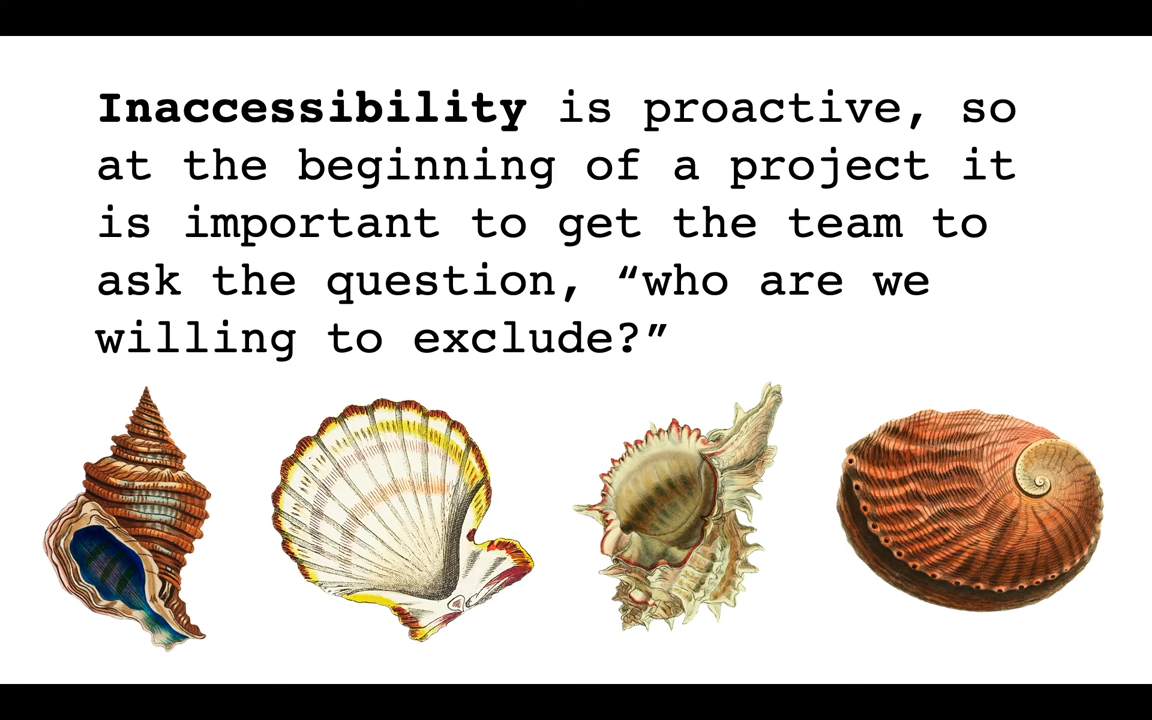 Inaccessibility is proactive, so
at the beginning of a project it
is important to get the team to
ask the question, “who are we
willing to exclude?”